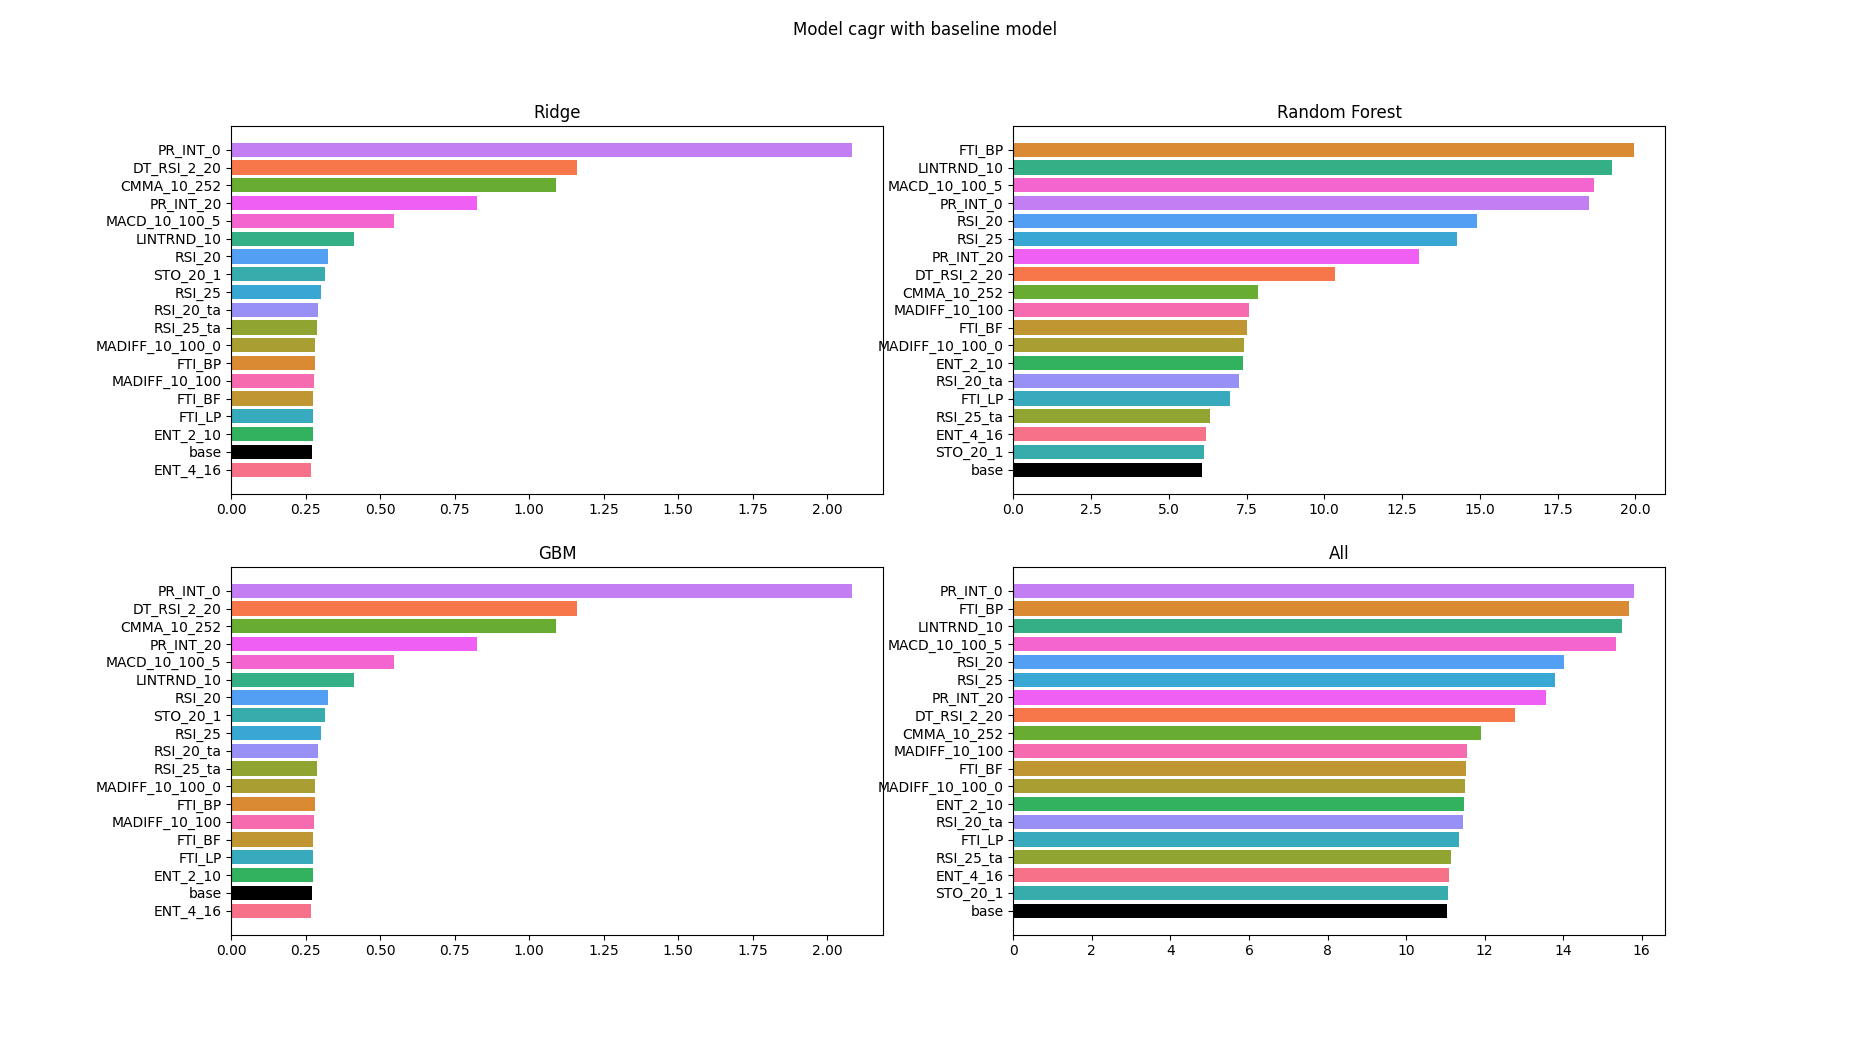 Model cagr with baseline model
Ridge
PR_INT_0
DT_RSI_2_20
CMMA_10_252
PR_INT_20
MACD_10_100_5
LINTRND_10
RSI_20
STO_20_1
RSI_25
RSI_20_ta
RSI_25_ta
MADIFF_10_100_0
FTI_BP
MADIFF_10_100
FTI_BF
FTI_LP
ENT_2_10
base
ENT_4_16
0.00 0.25 0.50 0.75 1.00 1.25 1.50 1.75 2.00
Random Forest
FTI_BP
LINTRND_10
MACD_10_100_5
PR_INT_0
RSI_20
RSI_25
PR_INT_20
DT_RSI_2_20
CMMA_10_252
MADIFF_10_100
FTI_BF
MADIFF_10_100_0
ENT_2_10
RSI_20_ta
FTI_LP
RSI_25_ta
ENT_4_16
STO_20_1
base
0.0 2.5 5.0 7.5 10.0 12.5 15.0 17.5 20.0
GBM
PR_INT_0
DT_RSI_2_20
CMMA_10_252
PR_INT_20
MACD_10_100_5
LINTRND_10
RSI_20
STO_20_1
RSI_25
RSI_20_ta
RSI_25_ta
MADIFF_10_100_0
FTI_BP
MADIFF_10_100
FTI_BF
FTI_LP
ENT_2_10
base
ENT_4_16
0.00 0.25 0.50 0.75 1.00 1.25 1.50 1.75 2.00
All
PR_INT_0
FTI_BP
LINTRND_10
MACD_10_100_5
RSI_20
RSI_25
PR_INT_20
DT_RSI_2_20
CMMA_10_252
MADIFF_10_100
FTI_BF
MADIFF_10_100_0
ENT_2_10
RSI_20_ta
FTI_LP
RSI_25_ta
ENT_4_16
STO_20_1
base
0 2 4 6 8 10 12 14 16